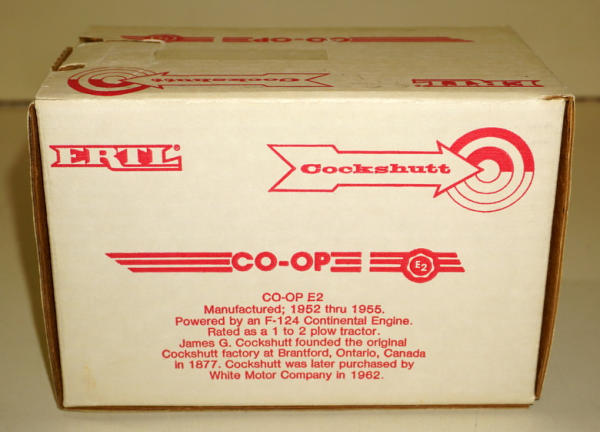 CO-OP
Cockshutt
ERTL
ERTL
Cockshutt
CO-OP E2
CO-OP E2
Manufactured; 1952 thru 1955.
Powered by an F-124 Continental Engine.
Rated as a 1 to 2 plow tractor.
James G. Cockshutt founded the original
Cockshutt factory at Brantford, Ontario, Canada
in 1877. Cockshutt was later purchased by
White Motor Company in 1962.